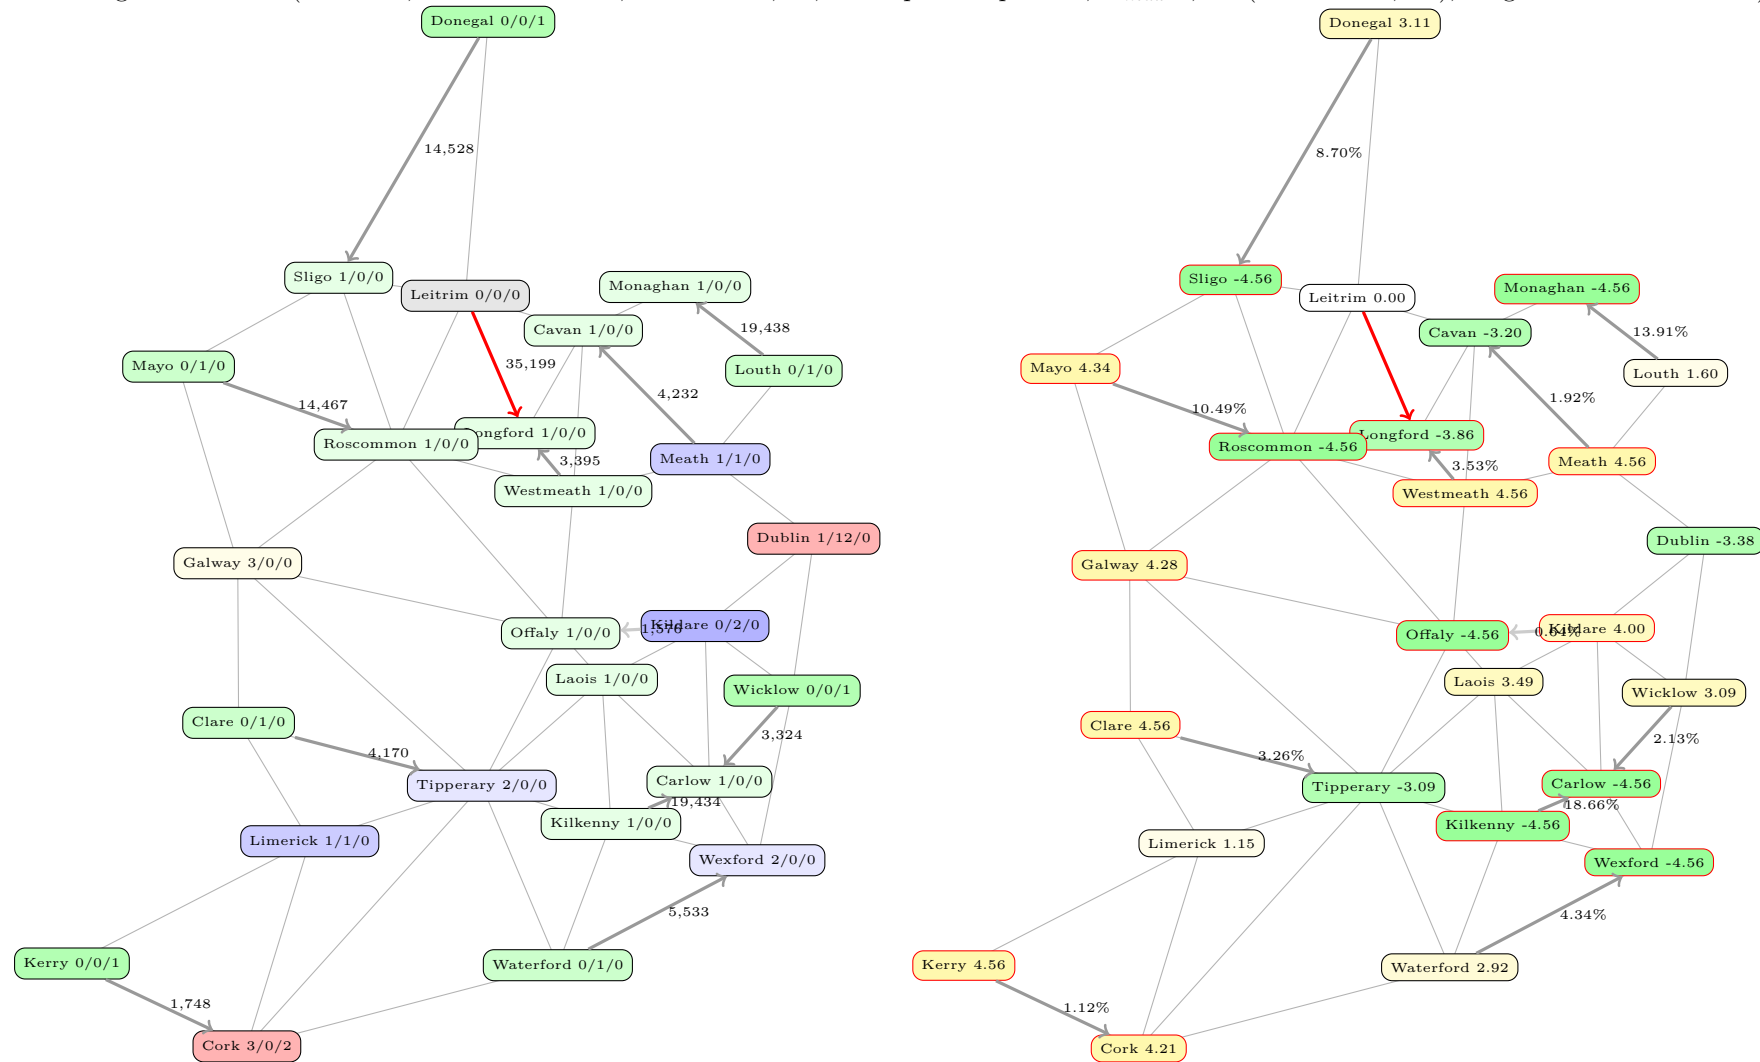 Donegal 0/0/1
14,528
Sligo 1/0/0
Leitrim 0/0/0
Monaghan 1/0/0
Cavan 1/0/0
19,438
Mayo 0/1/0
35,199
Louth 0/1/0
14,467
4,232
Longford 1/0/0
Roscommon 1/0/0
3,395
Meath 1/1/0
Westmeath 1/0/0
Dublin 1/12/0
Galway 3/0/0
Offaly 1/0/0
1,576
Kildare 0/2/0
Laois 1/0/0
Wicklow 0/0/1
Clare 0/1/0
3,324
4,170
Tipperary 2/0/0
Carlow 1/0/0
19,434
Kilkenny 1/0/0
Limerick 1/1/0
Wexford 2/0/0
5,533
Kerry 0/0/1
Waterford 0/1/0
1,748
Cork 3/0/2
Donegal 3.11
8.70%
Sligo -4.56
Leitrim 0.00
Monaghan -4.56
Cavan -3.20
13.91%
Mayo 4.34
Louth 1.60
10.49%
1.92%
Longford -3.86
Roscommon -4.56
3.53%
Meath 4.56
Westmeath 4.56
Dublin -3.38
Galway 4.28
Offaly -4.56
0.64%
Kildare 4.00
Laois 3.49
Wicklow 3.09
Clare 4.56
2.13%
3.26%
Tipperary -3.09
Carlow -4.56
18.66%
Kilkenny -4.56
Limerick 1.15
Wexford -4.56
4.34%
Kerry 4.56
Waterford 2.92
1.12%
Cork 4.21